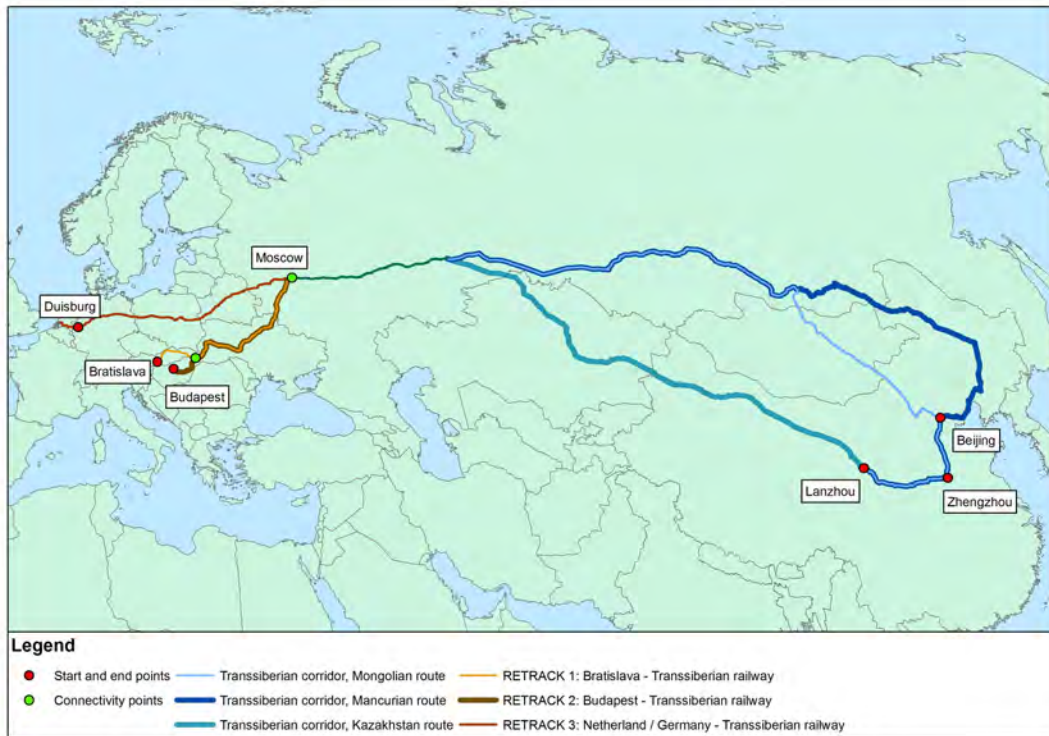 Moscow
Duisburg
Bratislava
Budapest
Beijing
Lanzhou
Zhengzhou
Legend
Start and end points
Transsiberian corridor, Mongolian route
RETRACK 1: Bratislava - Transsiberian railway
Connectivity points
Transsiberian corridor, Mancurian route
RETRACK 2: Budapest - Transsiberian railway
Transsiberian corridor, Kazakhstan route
RETRACK 3: Netherland / Germany - Transsiberian railway